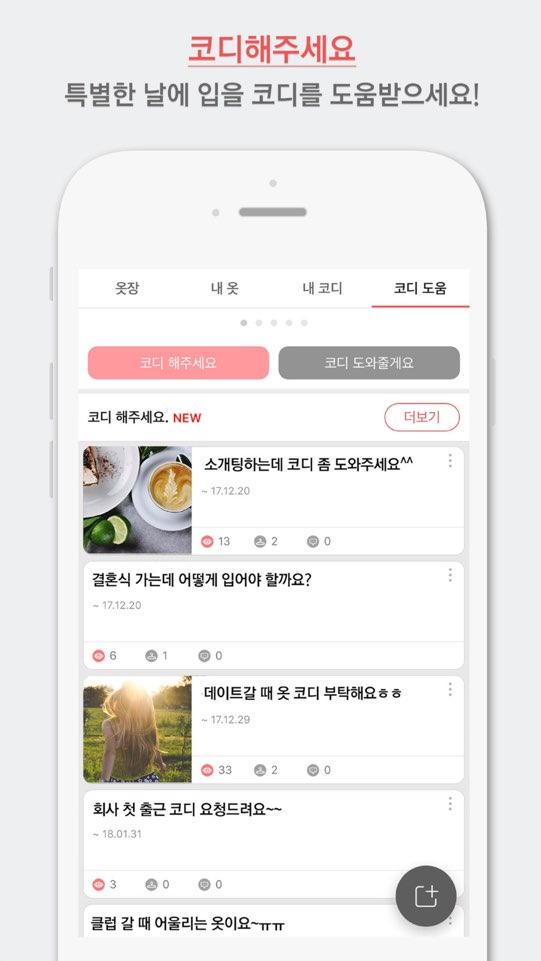 코디해주세요
특별한 날에 입을 코디를 도움받으세요!
옷장 내 옷 내 코디 코디 도움
코디 해주세요 코디 도와줄게요
코디 해주세요. NEW 더보기
소개팅하는데 코디 좀 도와주세요^^
~ 17.12.20
13 2 0
결혼식 가는데 어떻게 입어야 할까요?
~ 17.12.20
6 1 0
데이트갈 때 옷 코디 부탁해요ㅎㅎ
~ 17.12.29
33 2 0
회사 첫 출근 코디 요청드려요~~
~ 18.01.31
3 0 0
클럽 갈 때 어울리는 옷이요~ㅠㅠ